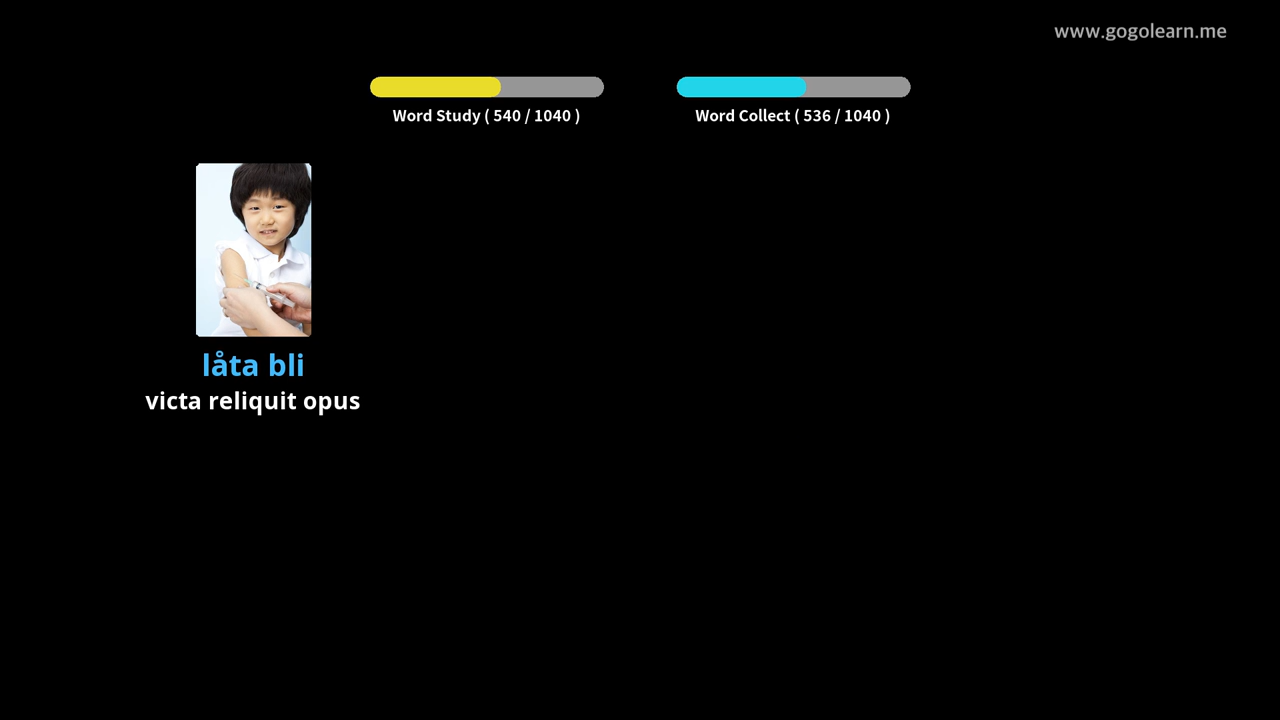 www.gogolearn.me
Word Study ( 540 / 1040 )
Word Collect ( 536 / 1040 )
låta bli
victa reliquit opus